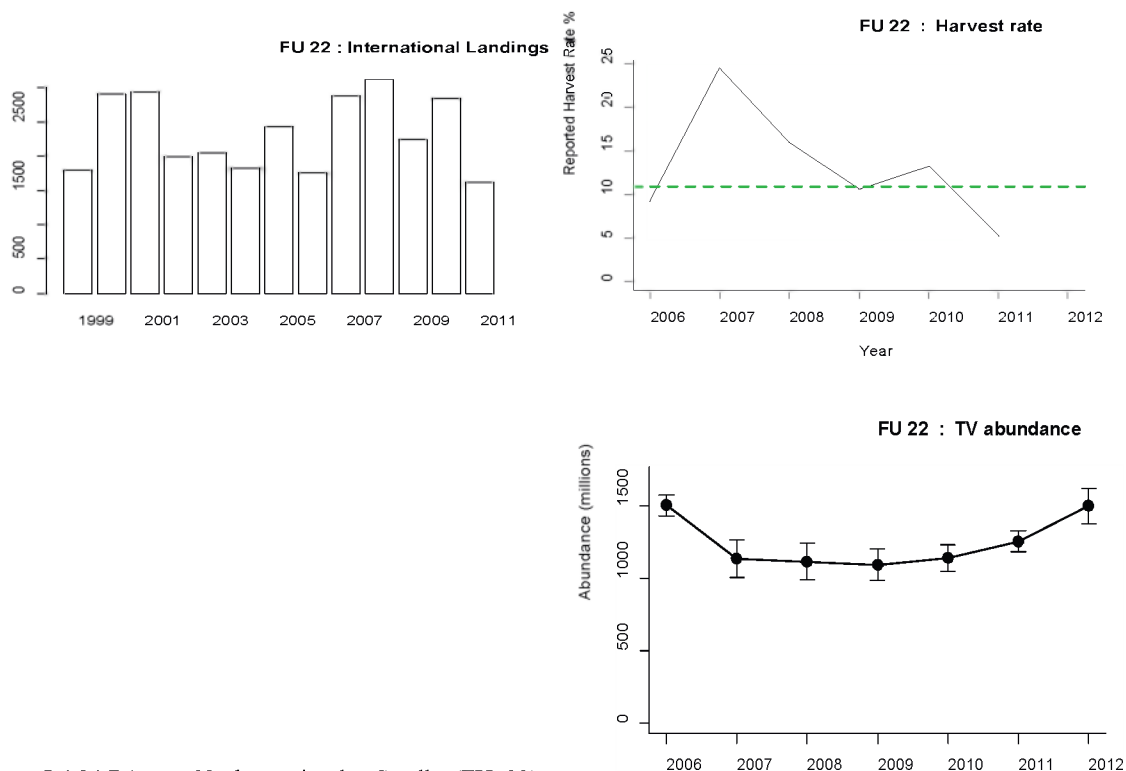 FU 22 : International Landings
2500
1500
500
0
1999 2001 2003 2005 2007 2009 2011
FU 22 : Harvest rate
Reported Harvest Rate %
25
20
15
10
5
0
2006 2007 2008 2009 2010 2011 2012
Year
FU 22 : TV abundance
Abundance (millions)
1500
1000
500
0
2006 2007 2008 2009 2010 2011 2012